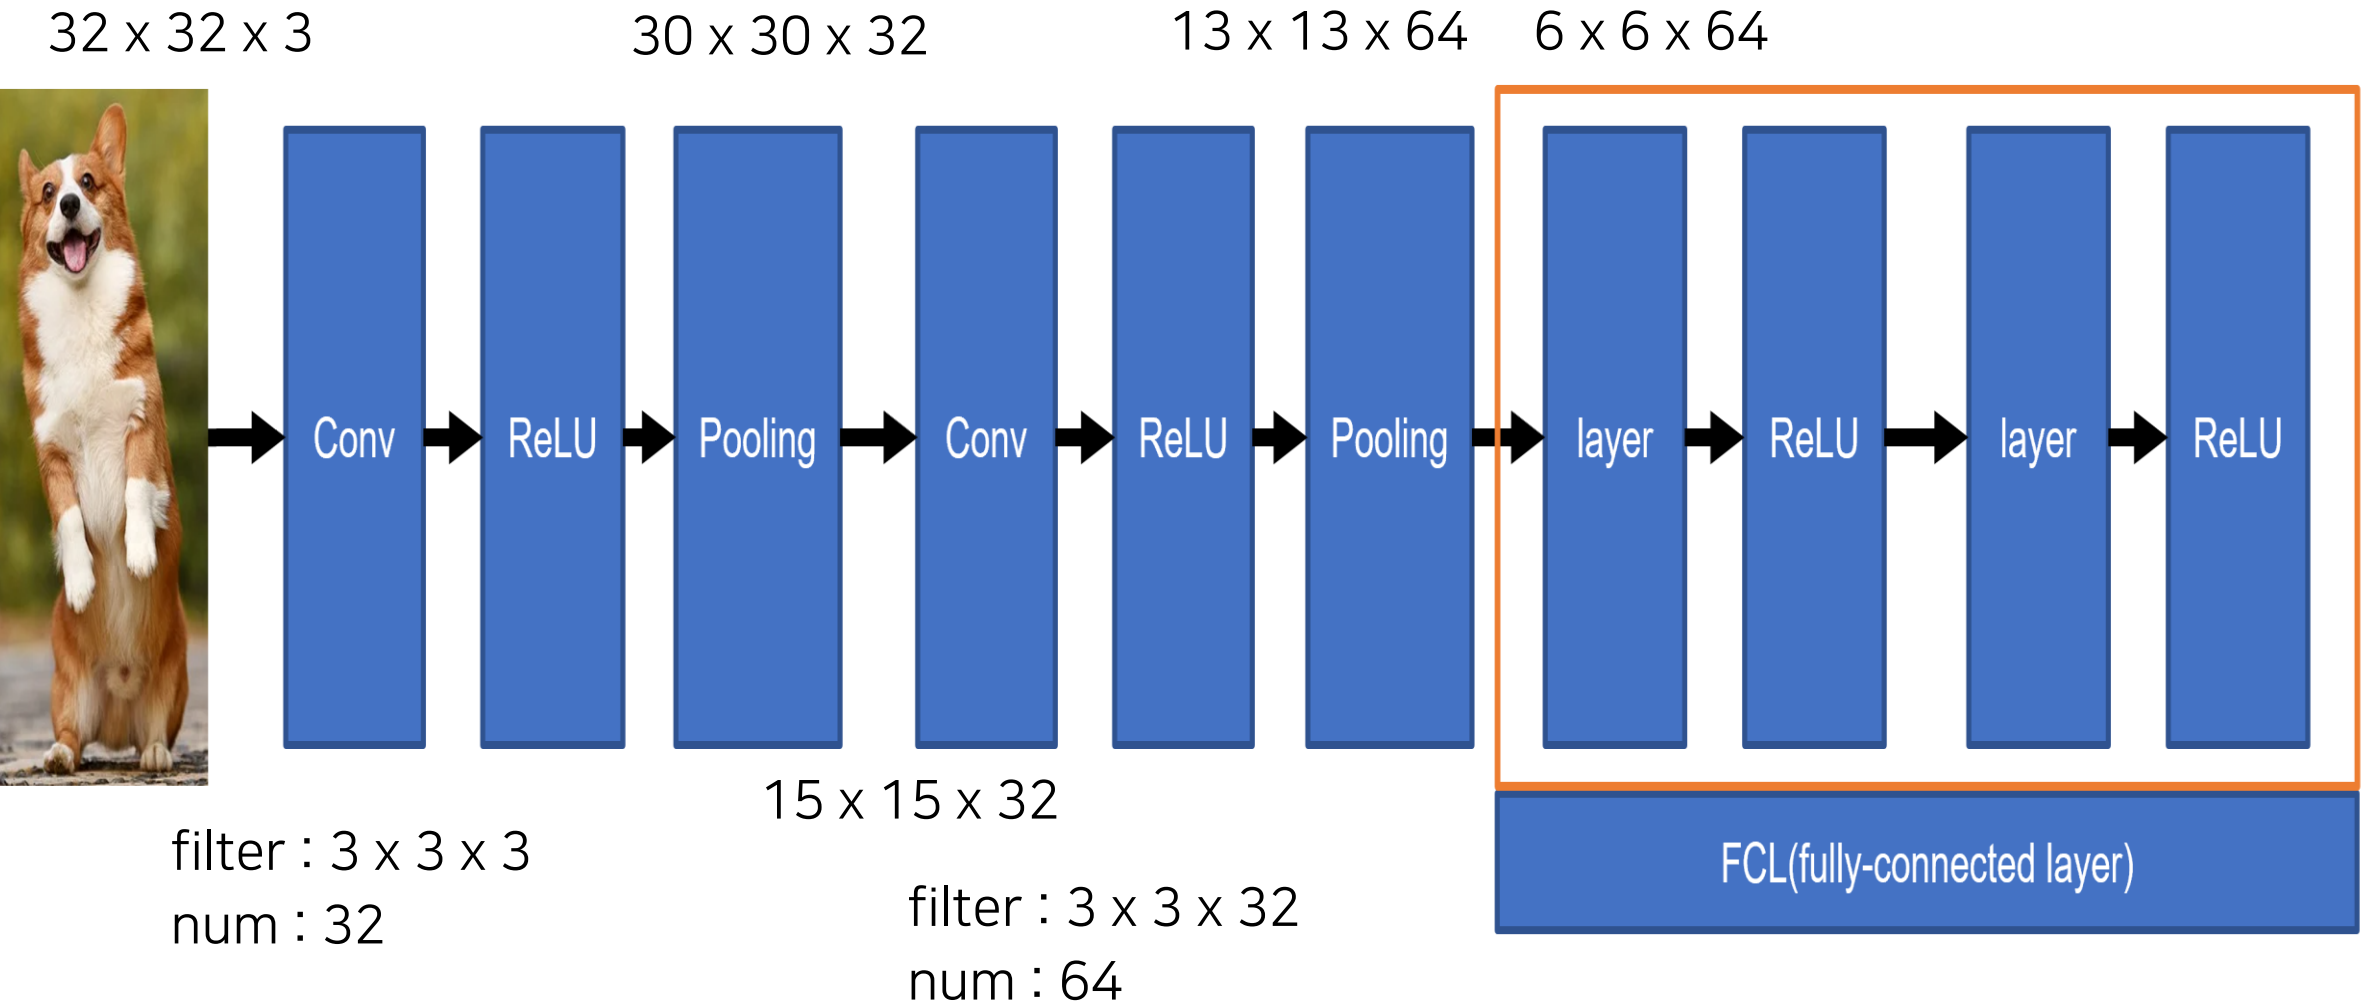 32 x 32 x 3
30 x 30 x 32
13 x 13 x 64
6 x 6 x 64
Conv
ReLU
Pooling
Conv
ReLU
Pooling
layer
ReLU
layer
ReLU
15 x 15 x 32
filter : 3 x 3 x 3
num : 32
filter : 3 x 3 x 32
num : 64
FCL(fully-connected layer)